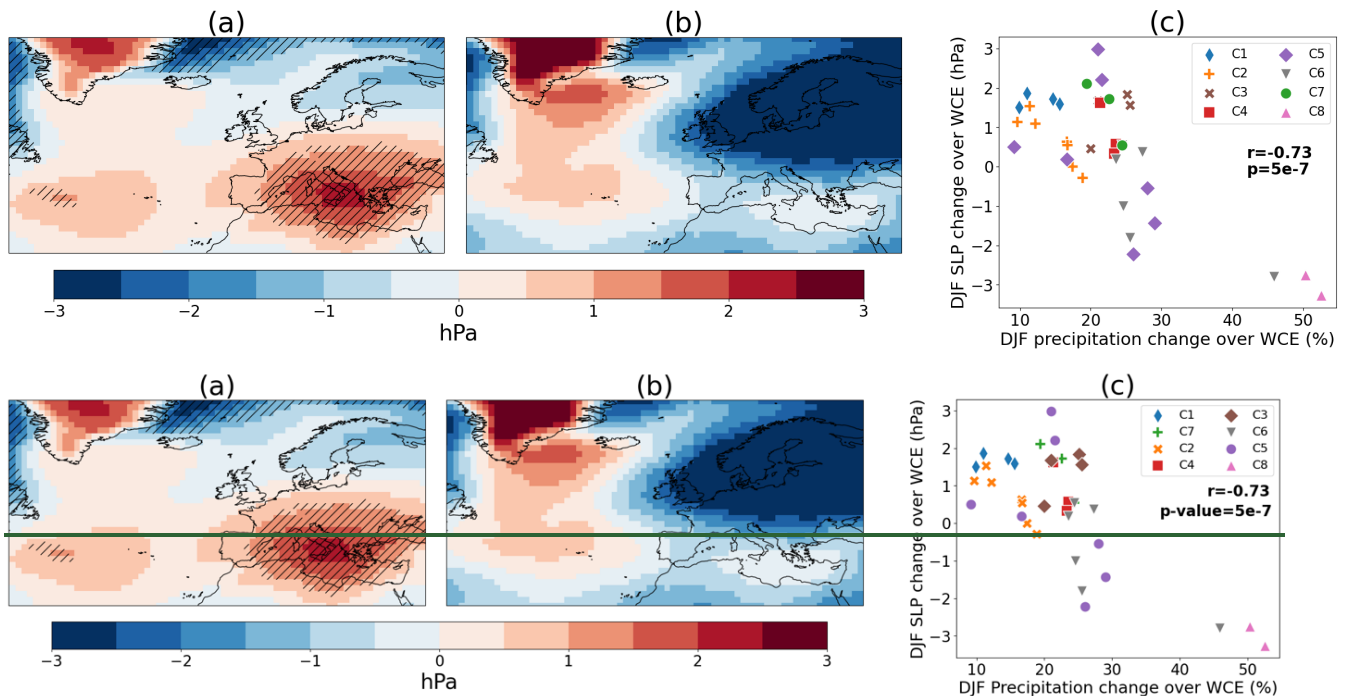 (a)
(b)
(c)
3
2
1
0
−1
−2
−3
DJF SLP change over WCE (hPa)
C1
C2
C3
C4
C5
C6
C7
C8
r=-0.73
p=5e-7
10
20
30
40
50
DJF precipitation change over WCE (%)
−3
−2
−1
0
1
2
3
hPa
(a)
(b)
(c)
3
2
1
0
−1
−2
−3
DJF SLP change over WCE (hPa)
C1
C7
C2
C4
C3
C6
C5
C8
r=-0.73
p-value=5e-7
10
20
30
40
50
DJF Precipitation change over WCE (%)
−3
−2
−1
0
1
2
3
hPa